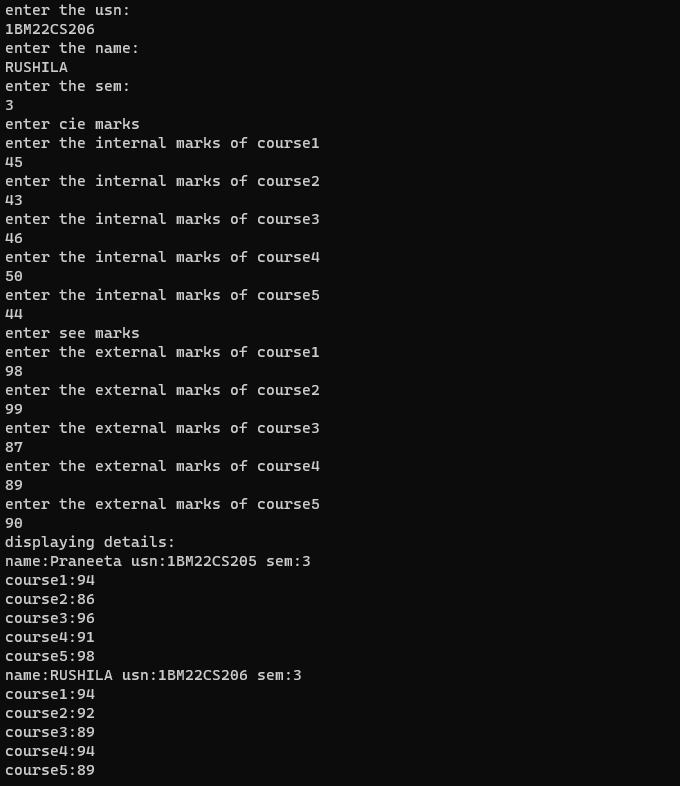 enter the usn:
1BM22CS206
enter the name:
RUSHILA
enter the sem:
3
enter cie marks
enter the internal marks of course1
45
enter the internal marks of course2
43
enter the internal marks of course3
46
enter the internal marks of course4
50
enter the internal marks of course5
44
enter see marks
enter the external marks of course1
98
enter the external marks of course2
99
enter the external marks of course3
87
enter the external marks of course4
89
enter the external marks of course5
90
displaying details:
name:Praneeta usn:1BM22CS205 sem:3
course1:94
course2:86
course3:96
course4:91
course5:98
name:RUSHILA usn:1BM22CS206 sem:3
course1:94
course2:92
course3:89
course4:94
course5:89